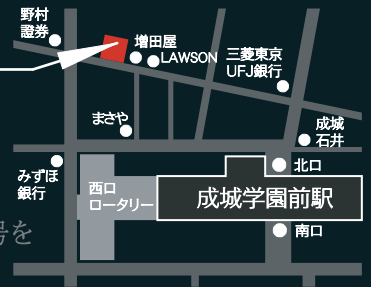 野村
證券
増田屋
LAWSON
三菱東京
UFJ銀行
まさや
成城
石井
みずほ
銀行
西口
ロータリー
北口
成城学園前駅
南口
号を